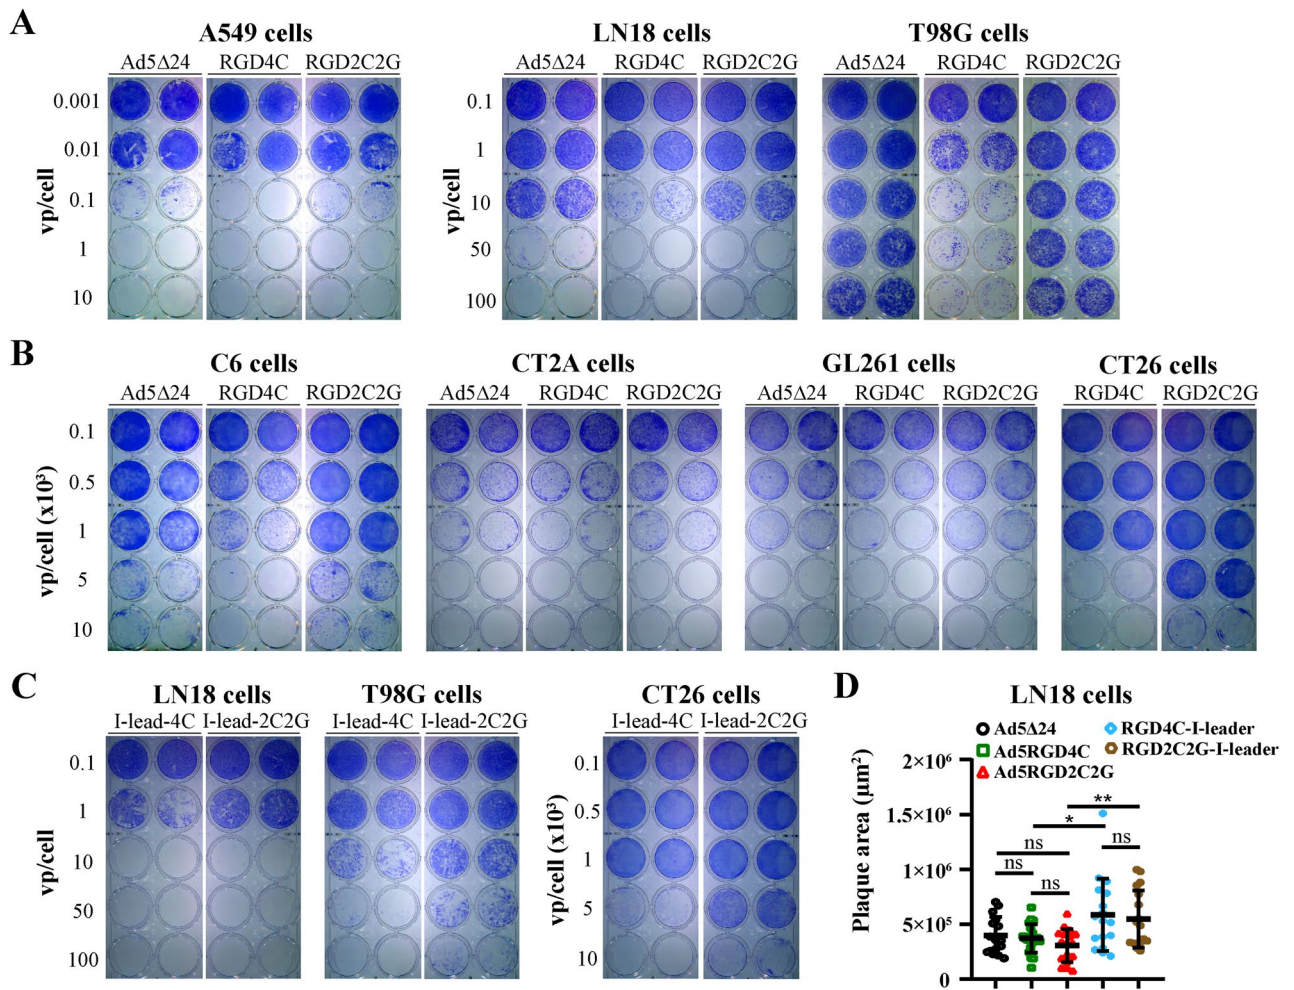 A
A549 cells
LN18 cells
T98G cells
Ad5Δ24 RGD4C RGD2C2G
Ad5Δ24 RGD4C RGD2C2G
Ad5Δ24 RGD4C RGD2C2G
vp/cell
0.001
0.01
0.1
1
10
vp/cell
0.1
1
10
50
100
B
C6 cells
CT2A cells
GL261 cells
CT26 cells
Ad5Δ24 RGD4C RGD2C2G
Ad5Δ24 RGD4C RGD2C2G
Ad5Δ24 RGD4C RGD2C2G
RGD4C RGD2C2G
vp/cell (x10³)
0.1
0.5
1
5
10
C
LN18 cells
T98G cells
CT26 cells
I-lead-4C I-lead-2C2G
I-lead-4C I-lead-2C2G
I-lead-4C I-lead-2C2G
vp/cell
0.1
1
10
50
100
vp/cell (x10³)
0.1
0.5
1
5
10
D
LN18 cells
Ad5Δ24
Ad5RGD4C
Ad5RGD2C2G
RGD4C-I-leader
RGD2C2G-I-leader
Plaque area (µm²)
2×10⁶
1.5×10⁶
1×10⁶
5×10⁵
0
**
*
ns
ns
ns
ns